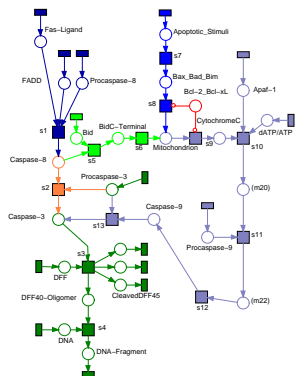 Fas-Ligand
Apoptotic_Stimuli
s7
FADD
Procaspase-8
Bax_Bad_Bim
Bcl-2_Bcl-xL
Apaf-1
s8
CytochromeC
s1
Bid
BidC-Terminal
dATP/ATP
s5
s6
Mitochondrion
s9
s10
Caspase-8
s2
Procaspase-3
(m20)
Caspase-3
s13
Caspase-9
s11
s3
Procaspase-9
DFF
CleavedDFF45
DFF40-Oligomer
s12
(m22)
s4
DNA
DNA-Fragment